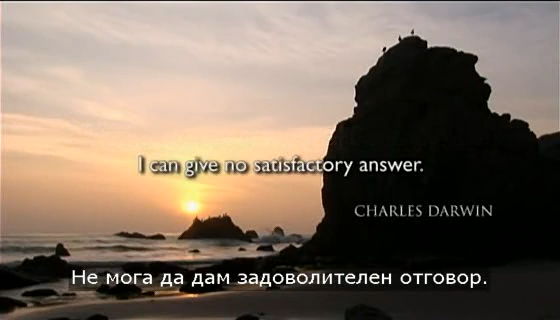 I can give no satisfactory answer.
CHARLES DARWIN
Не мога да дам задоволителен отговор.